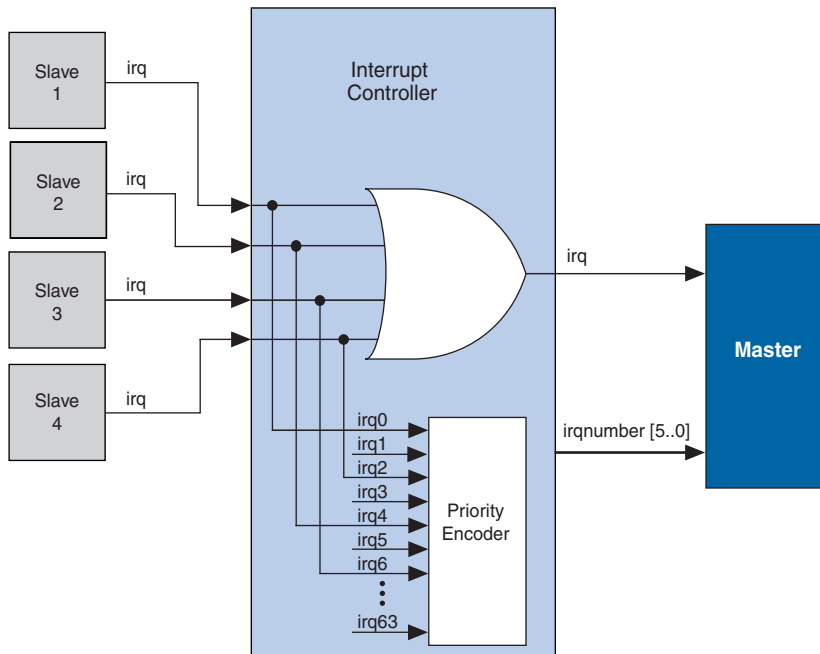 Slave
1
irq
Slave
2
irq
Slave
3
irq
Slave
4
irq
Interrupt
Controller
irq0
irq1
irq2
irq3
irq4
irq5
irq6
irq63
Priority
Encoder
irq
irqnumber [5..0]
Master